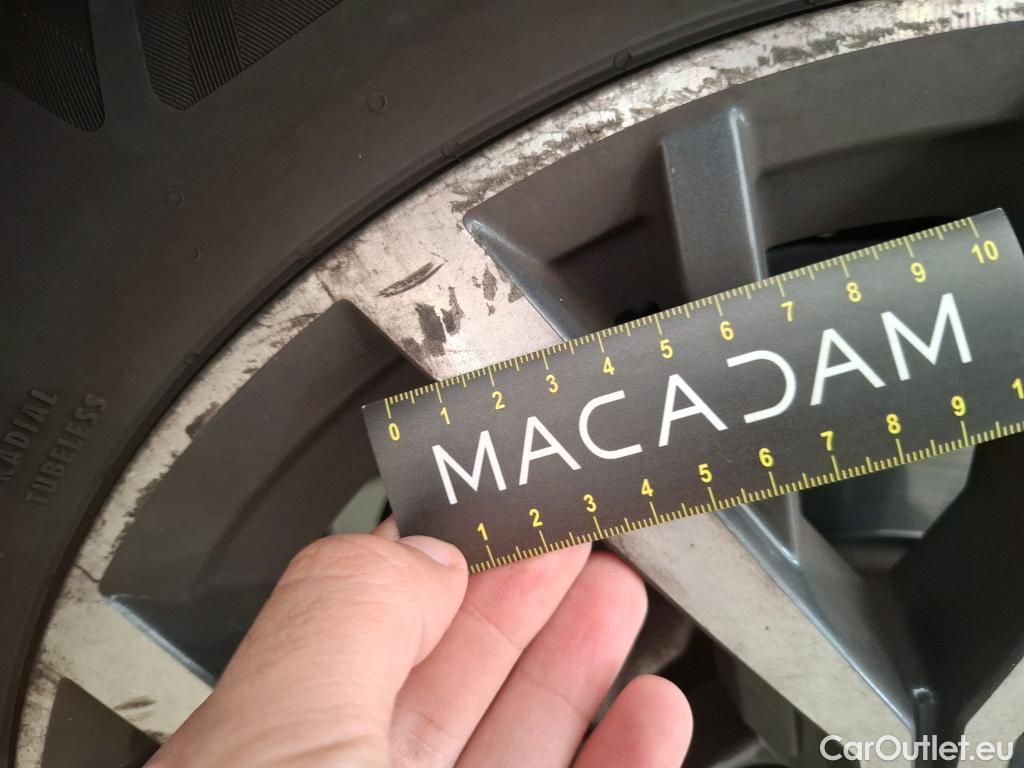 RADIAL
TUBELESS
0 1 2 3 4 5 6 7 8 9 10
MACADAM
1 2 3 4 5 6 7 8 9 1
CarOutlet.eu